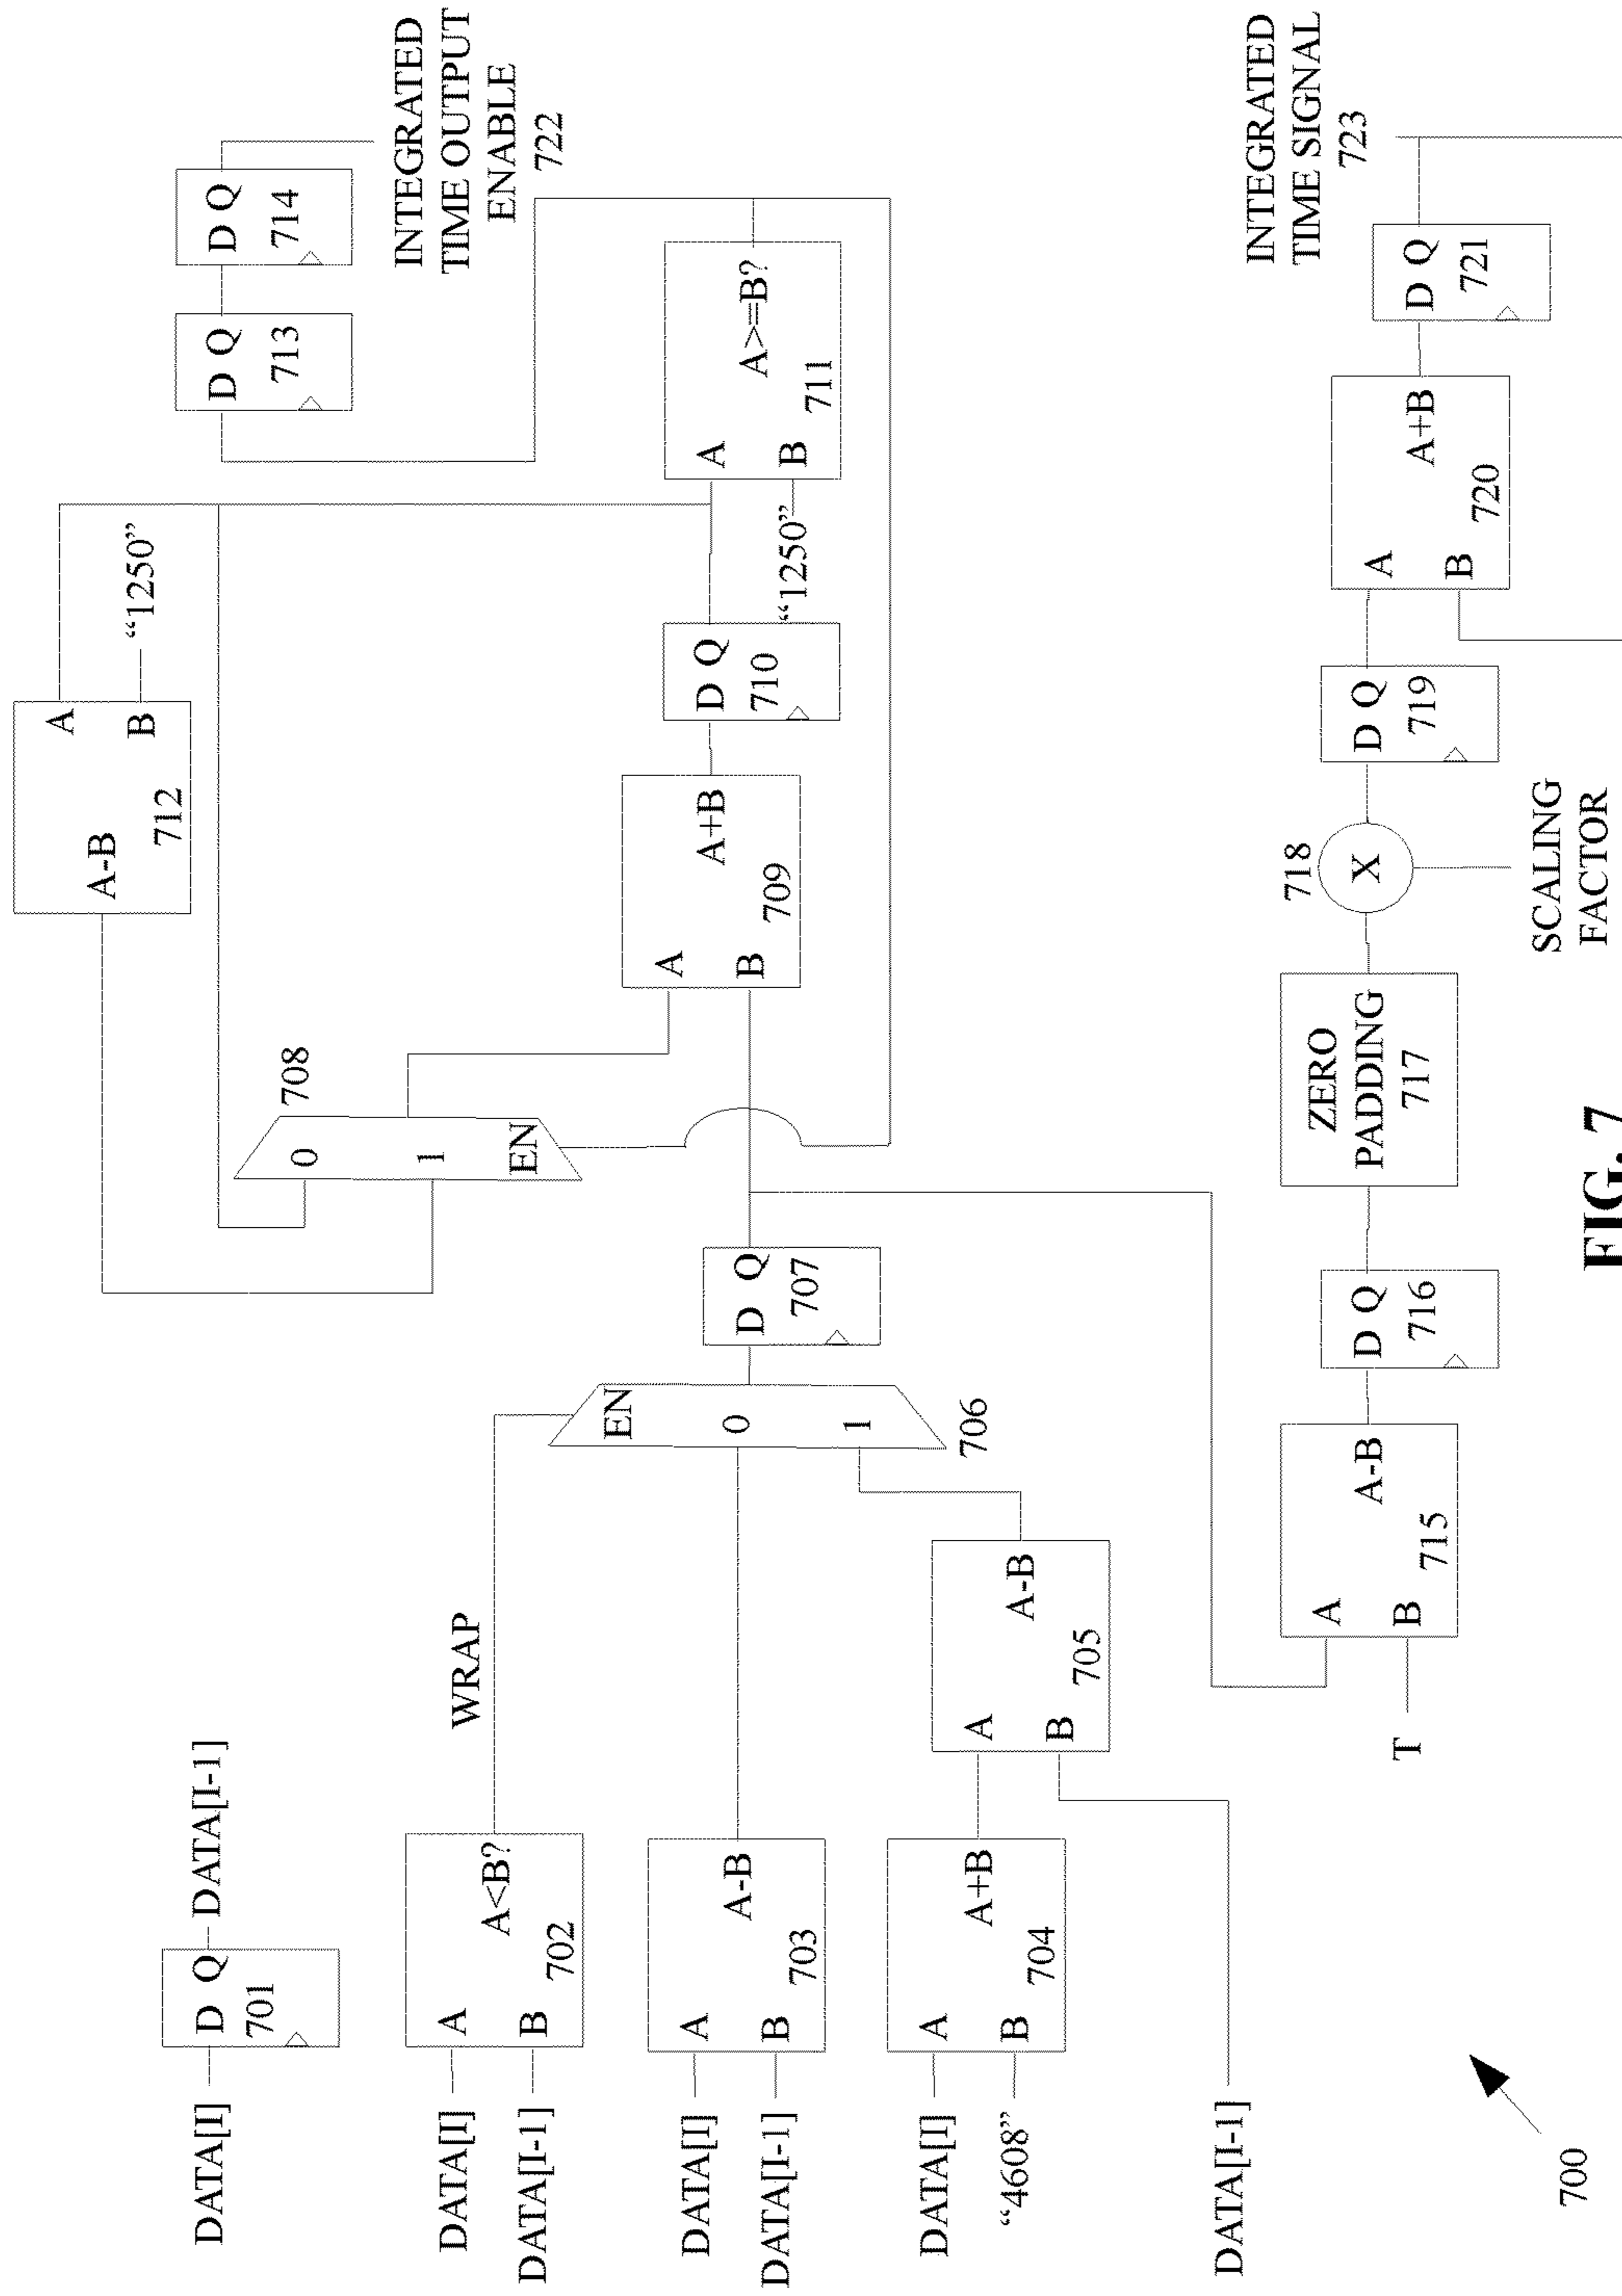 DATA[I]
D Q
701
DATA[I-1]
DATA[I]
DATA[I-1]
A
B
A<B?
702
WRAP
DATA[I]
DATA[I-1]
A
B
A-B
703
DATA[I]
“4608”
A
B
A+B
704
DATA[I-1]
A
B
A-B
705
EN
0
1
706
D Q
707
0
1
EN
708
A
B
A+B
709
D Q
710
“1250”
A
B
A>=B?
711
A
B
“1250”
A-B
712
D Q
713
D Q
714
INTEGRATED
TIME OUTPUT
ENABLE
722
T
A
B
A-B
715
D Q
716
ZERO
PADDING
717
X
718
SCALING
FACTOR
D Q
719
A
B
A+B
720
D Q
721
INTEGRATED
TIME SIGNAL
723
700
FIG. 7